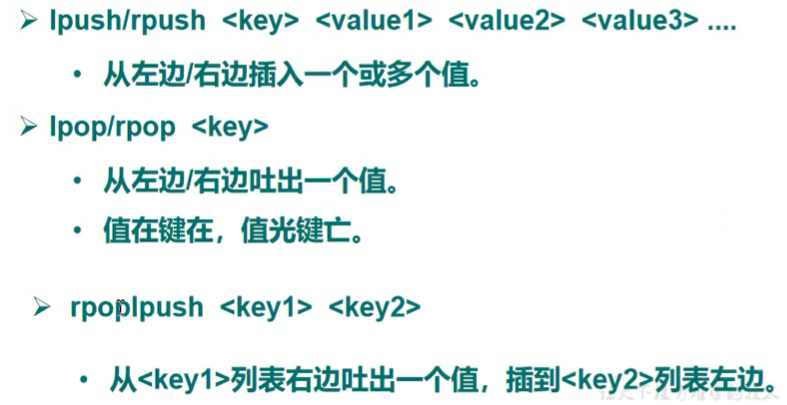 ➢ lpush/rpush <key> <value1> <value2> <value3> ....
• 从左边/右边插入一个或多个值。
➢ lpop/rpop <key>
• 从左边/右边吐出一个值。
• 值在键在，值光键亡。
➢ rpoplpush <key1> <key2>
• 从<key1>列表右边吐出一个值，插到<key2>列表左边。